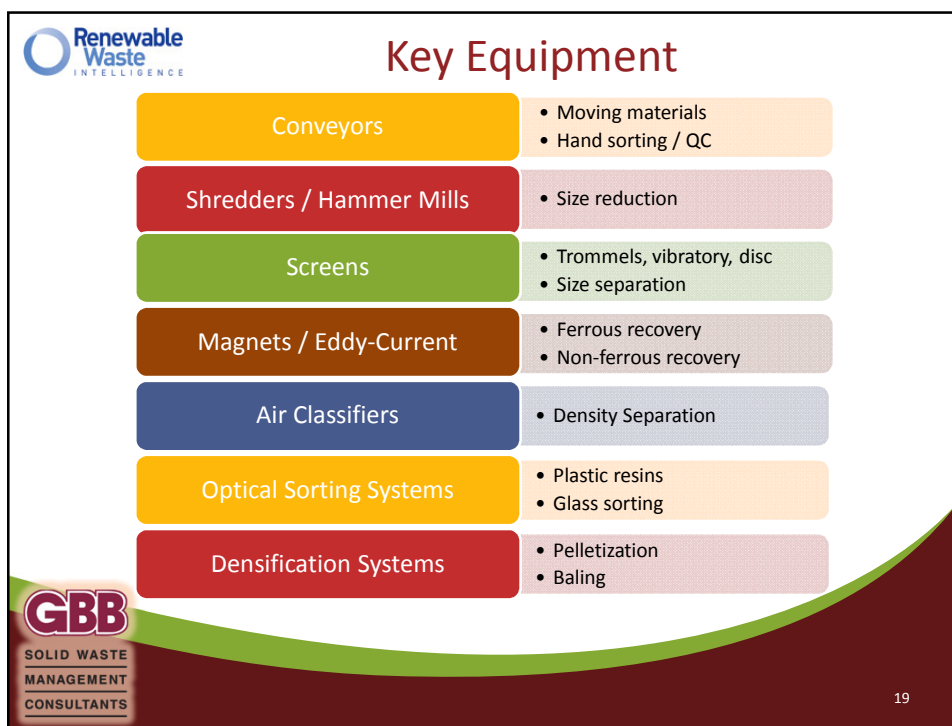 Renewable
Waste
INTELLIGENCE
Key Equipment
Conveyors
• Moving materials
• Hand sorting / QC
Shredders / Hammer Mills
• Size reduction
Screens
• Trommels, vibratory, disc
• Size separation
Magnets / Eddy-Current
• Ferrous recovery
• Non-ferrous recovery
Air Classifiers
• Density Separation
Optical Sorting Systems
• Plastic resins
• Glass sorting
Densification Systems
• Pelletization
• Baling
GBB
SOLID WASTE
MANAGEMENT
CONSULTANTS
19